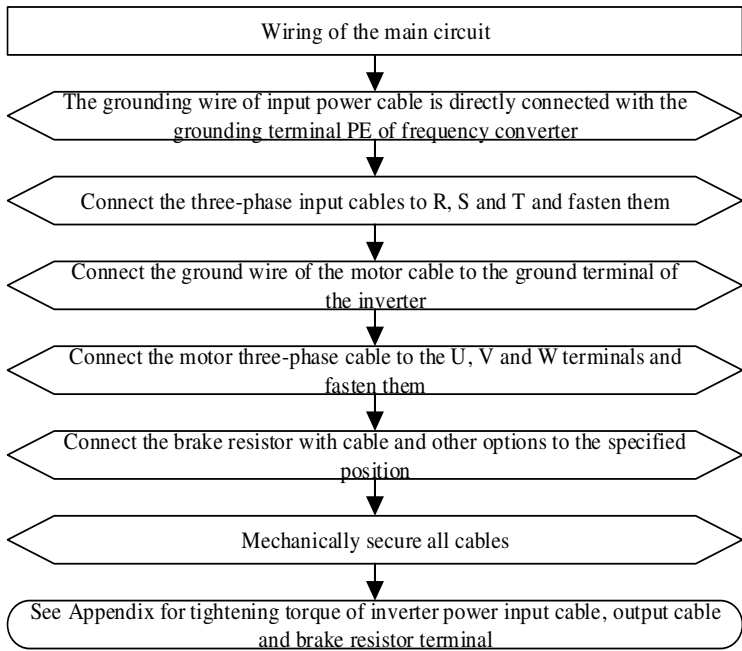 Wiring of the main circuit
The grounding wire of input power cable is directly connected with the
grounding terminal PE of frequency converter
Connect the three-phase input cables to R, S and T and fasten them
Connect the ground wire of the motor cable to the ground terminal of
the inverter
Connect the motor three-phase cable to the U, V and W terminals and
fasten them
Connect the brake resistor with cable and other options to the specified
position
Mechanically secure all cables
See Appendix for tightening torque of inverter power input cable, output cable
and brake resistor terminal